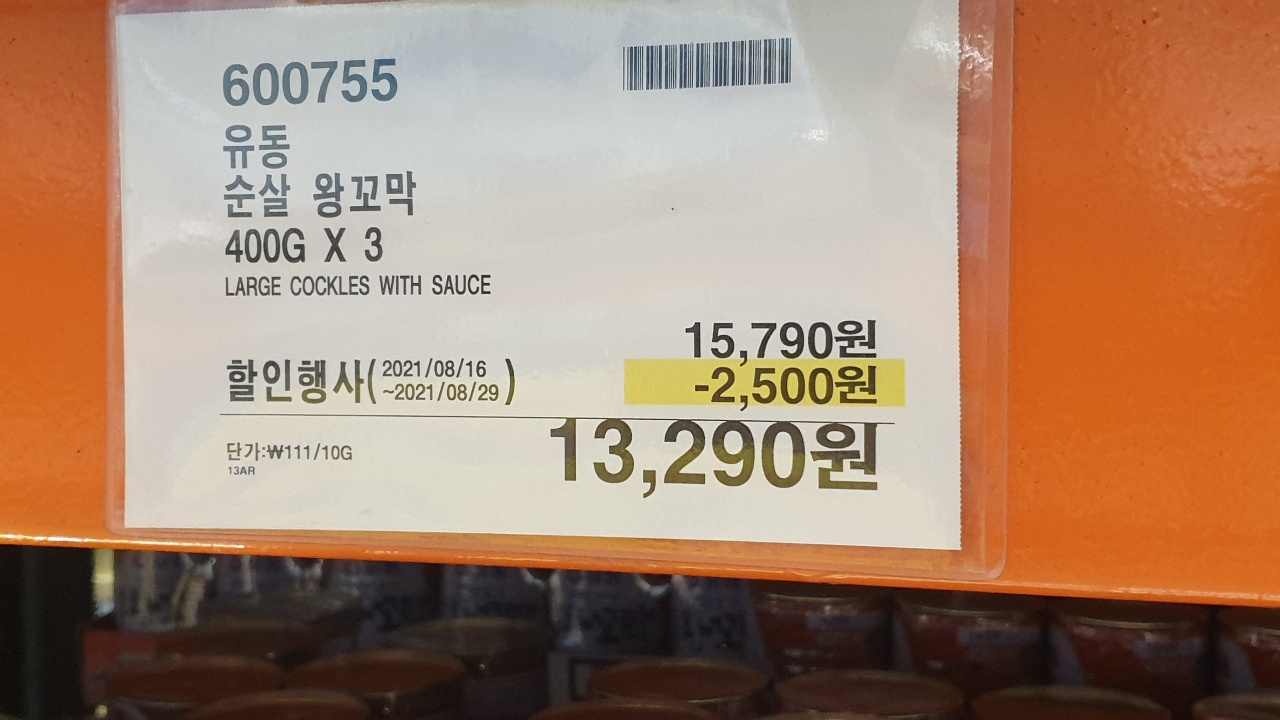 600755
유동
순살 왕꼬막
400G X 3
LARGE COCKLES WITH SAUCE
15,790원
할인행사( 2021/08/16 ~2021/08/29 ) -2,500원
13,290원
단가:₩111/10G
13AR